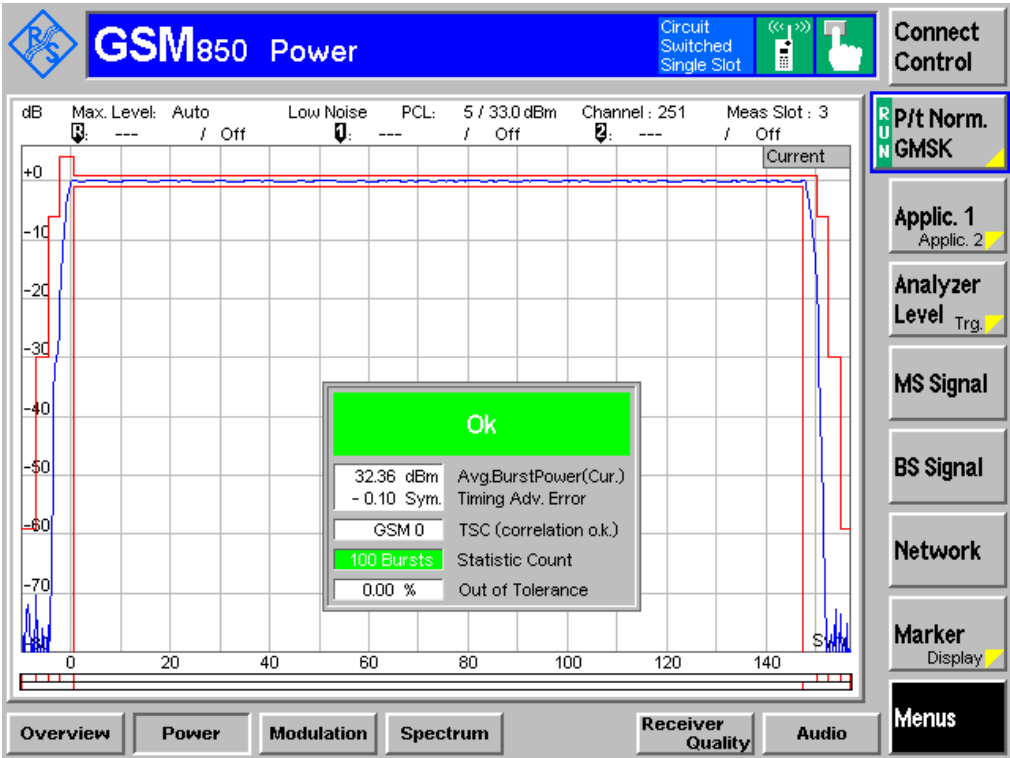 R&S
GSM850 Power
Circuit Switched Single Slot
Connect Control
dB Max. Level: Auto Low Noise PCL: 5 / 33.0 dBm Channel : 251 Meas Slot : 3
R: --- / Off 1: --- / Off 2: --- / Off
Current
RUN
P/t Norm. GMSK
Applic. 1
Applic. 2
Analyzer Level Trg.
MS Signal
BS Signal
Network
Marker
Display
Menus
+0
-10
-20
-30
-40
-50
-60
-70
Ok
32.36 dBm Avg.BurstPower(Cur.)
- 0.10 Sym. Timing Adv. Error
GSM 0 TSC (correlation o.k.)
100 Bursts Statistic Count
0.00 % Out of Tolerance
0 20 40 60 80 100 120 140
Overview Power Modulation Spectrum Receiver Quality Audio